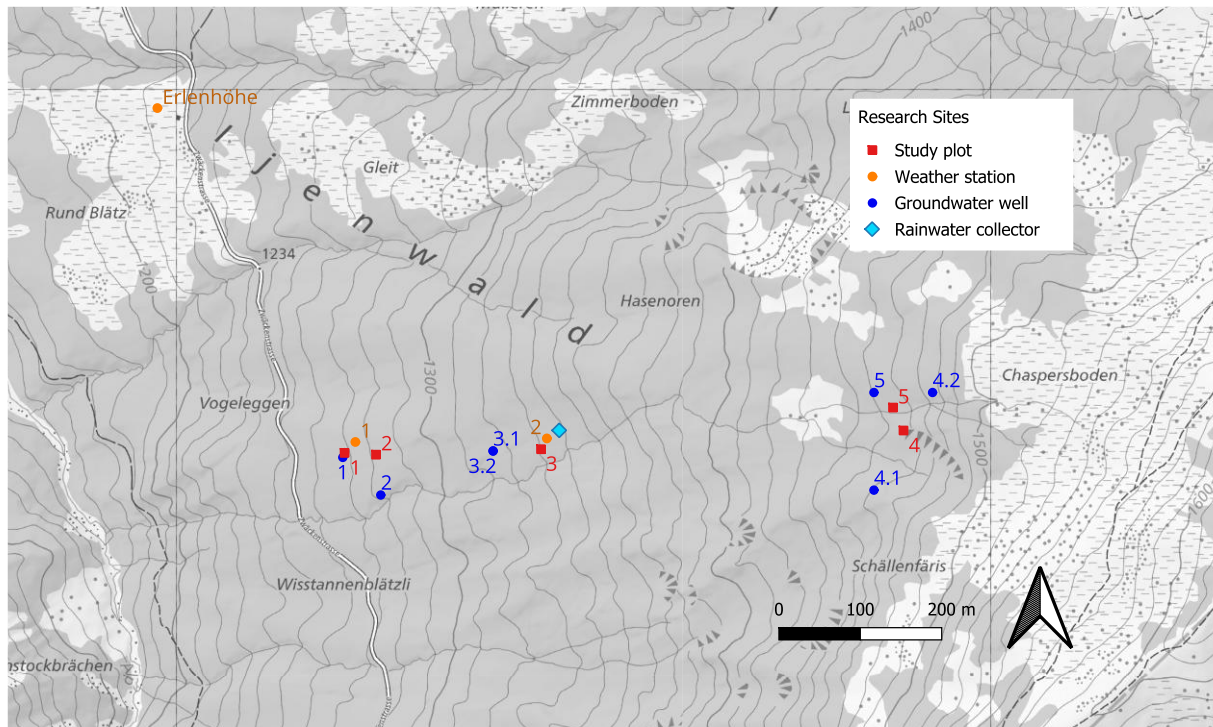 1400
Erlenhöhe
Zimmerboden
Research Sites
Study plot
Weather station
Groundwater well
Rainwater collector
Gleit
Rund Blätz
Iljenwald
1234
1200
Hasenoren
1300
Vogeleggen
Chaspersboden
5
4.2
5
4
1
2
1
1
2
3.1
3.2
2
3
4.1
1500
1600
Wisstannenblätzli
Schällenfäris
0 100 200 m
nstockbrächen